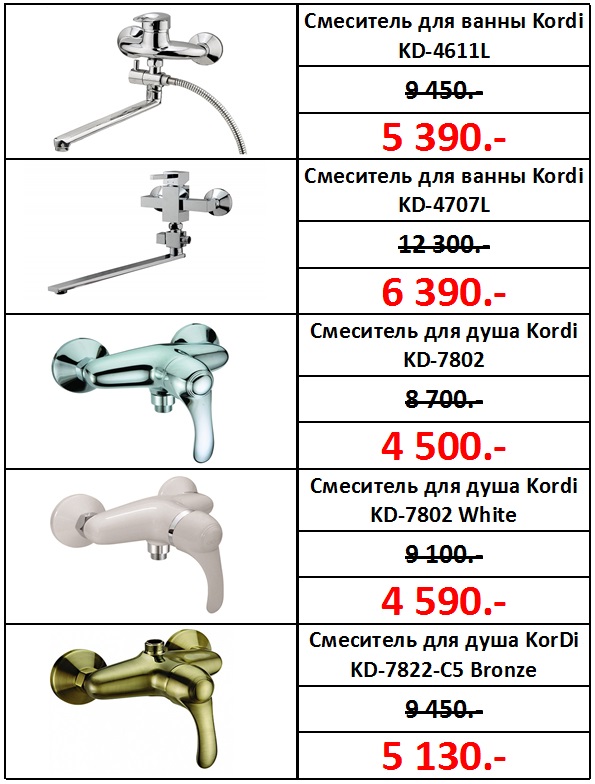 Смеситель для ванны Kordi
KD-4611L
9 450.-
5 390.-
Смеситель для ванны Kordi
KD-4707L
12 300.-
6 390.-
Смеситель для душа Kordi
KD-7802
8 700.-
4 500.-
Смеситель для душа Kordi
KD-7802 White
9 100.-
4 590.-
Смеситель для душа KorDi
KD-7822-C5 Bronze
9 450.-
5 130.-